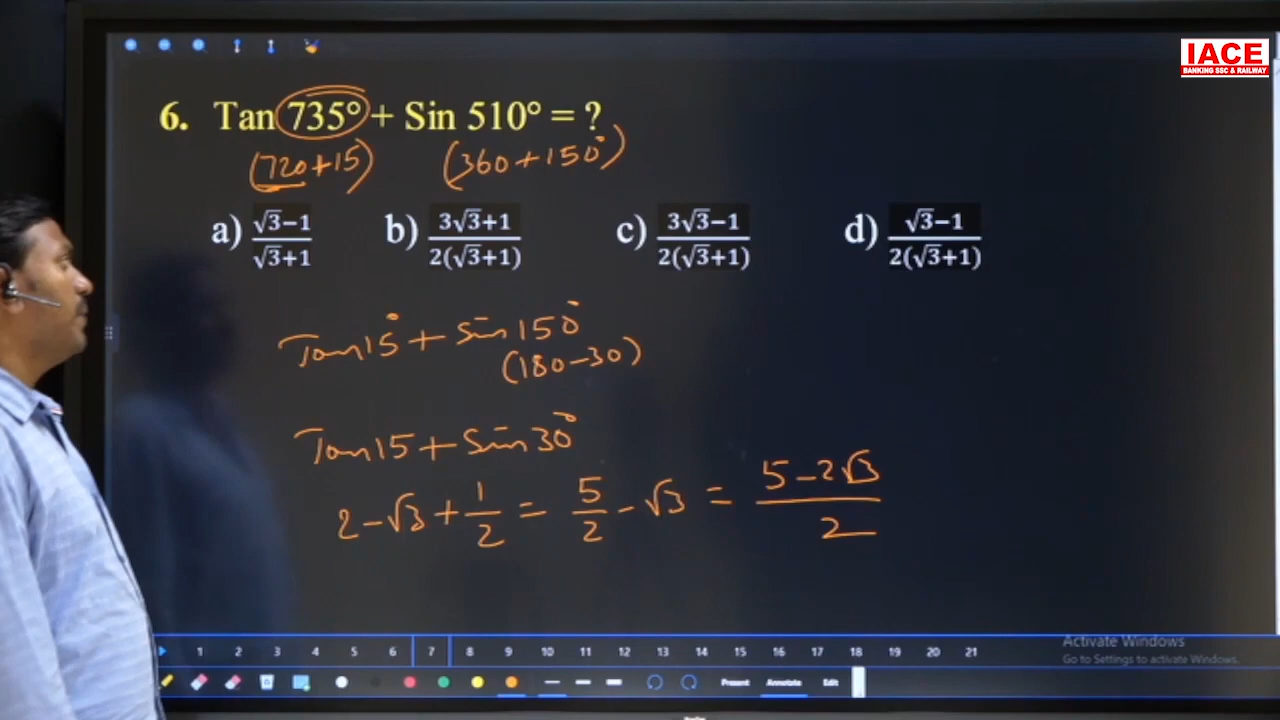 IACE
BANKING SSC & RAILWAY
6. Tan 735° + Sin 510° = ?
(720+15) (360+150°)
a) √3−1/√3+1 b) 3√3+1/2(√3+1) c) 3√3−1/2(√3+1) d) √3−1/2(√3+1)
Tan15° + Sin150°
(180−30)
Tan15 + Sin30°
2−√3 + 1/2 = 5/2 − √3 = 5−2√3/2
Activate Windows
Go to Settings to activate Windows.
1 2 3 4 5 6 7 8 9 10 11 12 13 14 15 16 17 18 19 20 21
Present Annotate Edit